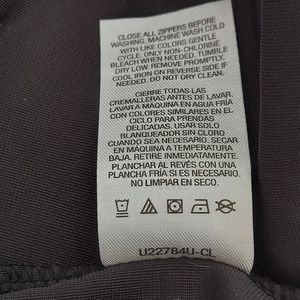 CLOSE ALL ZIPPERS BEFORE
WASHING. MACHINE WASH COLD
WITH LIKE COLORS GENTLE
CYCLE. ONLY NON-CHLORINE
BLEACH WHEN NEEDED. TUMBLE
DRY LOW. REMOVE PROMPTLY.
COOL IRON ON REVERSE SIDE IF
NEEDED. DO NOT DRY CLEAN.
CIERRE TODAS LAS
CREMALLERAS ANTES DE LAVAR.
LAVAR A MÁQUINA EN AGUA FRÍA
CON COLORES SIMILARES EN EL
CICLO PARA PRENDAS
DELICADAS. USAR SOLO
BLANQUEADOR SIN CLORO
CUANDO SEA NECESARIO. SECAR
EN MÁQUINA A TEMPERATURA
BAJA. RETIRE INMEDIATAMENTE.
PLANCHAR AL REVÉS CON UNA
PLANCHA FRÍA SI ES NECESARIO.
NO LIMPIAR EN SECO.
U22784U-CL